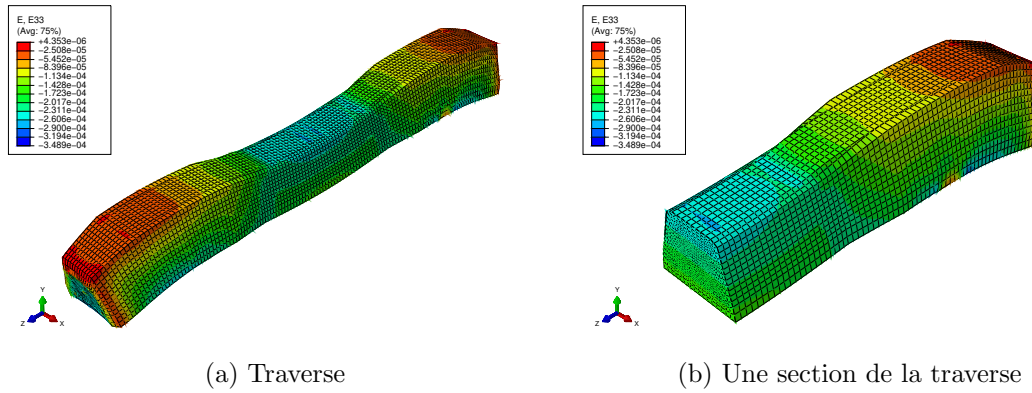 E, E33
(Avg: 75%)
+4.353e−06
−2.508e−05
−5.452e−05
−8.396e−05
−1.134e−04
−1.428e−04
−1.723e−04
−2.017e−04
−2.311e−04
−2.606e−04
−2.900e−04
−3.194e−04
−3.489e−04
Y
Z
X
E, E33
(Avg: 75%)
+4.353e−06
−2.508e−05
−5.452e−05
−8.396e−05
−1.134e−04
−1.428e−04
−1.723e−04
−2.017e−04
−2.311e−04
−2.606e−04
−2.900e−04
−3.194e−04
−3.489e−04
Y
Z
X
(a) Traverse
(b) Une section de la traverse